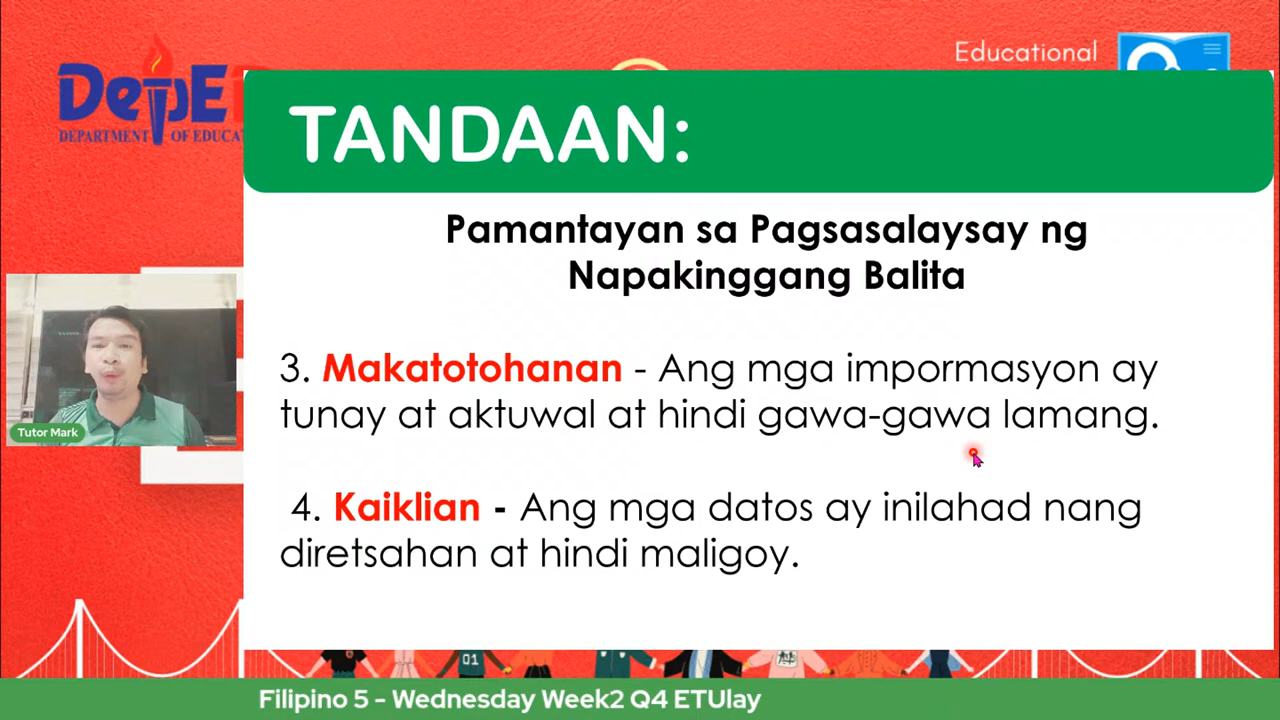 Educational
DepED
DEPARTMENT OF EDUCAT
TANDAAN:
Pamantayan sa Pagsasalaysay ng
Napakinggang Balita
3. Makatotohanan - Ang mga impormasyon ay
tunay at aktuwal at hindi gawa-gawa lamang.
4. Kaiklian - Ang mga datos ay inilahad nang
diretsahan at hindi maligoy.
Tutor Mark
01
Filipino 5 - Wednesday Week2 Q4 ETUlay